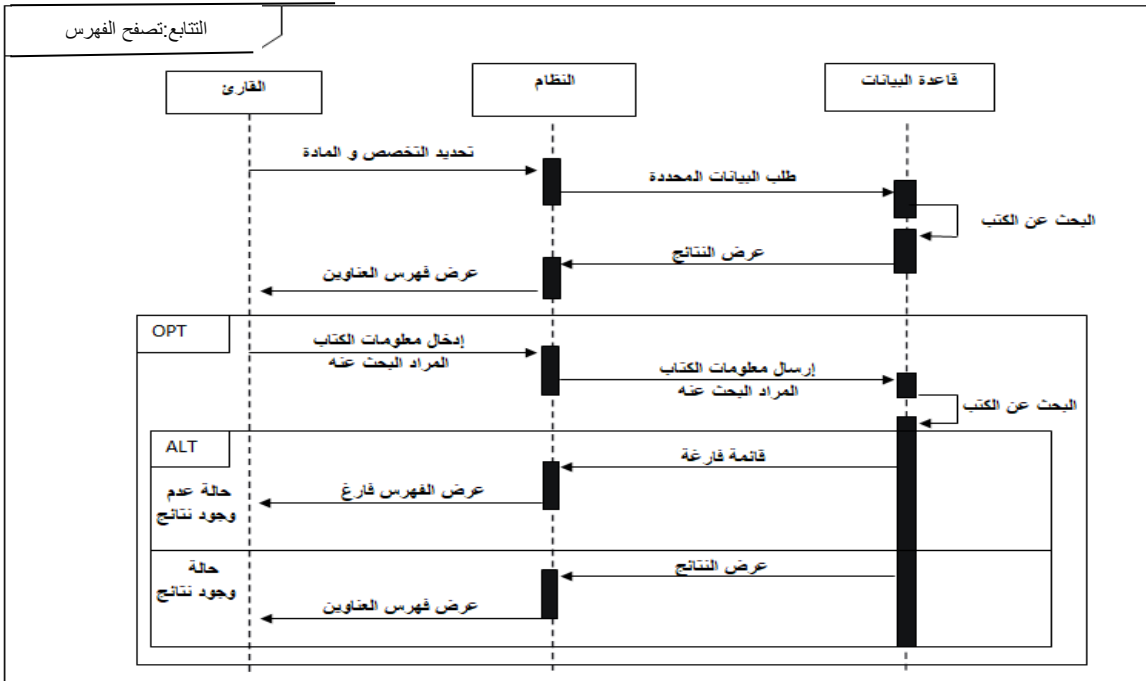 التتابع:تصفح الفهرس
القارئ
النظام
قاعدة البيانات
تحديد التخصص و المادة
طلب البيانات المحددة
البحث عن الكتب
عرض النتائج
عرض فهرس العناوين
OPT
إدخال معلومات الكتاب
المراد البحث عنه
إرسال معلومات الكتاب
المراد البحث عنه
البحث عن الكتب
ALT
قائمة فارغة
عرض الفهرس فارغ
حالة عدم
وجود نتائج
عرض النتائج
حالة
وجود نتائج
عرض فهرس العناوين